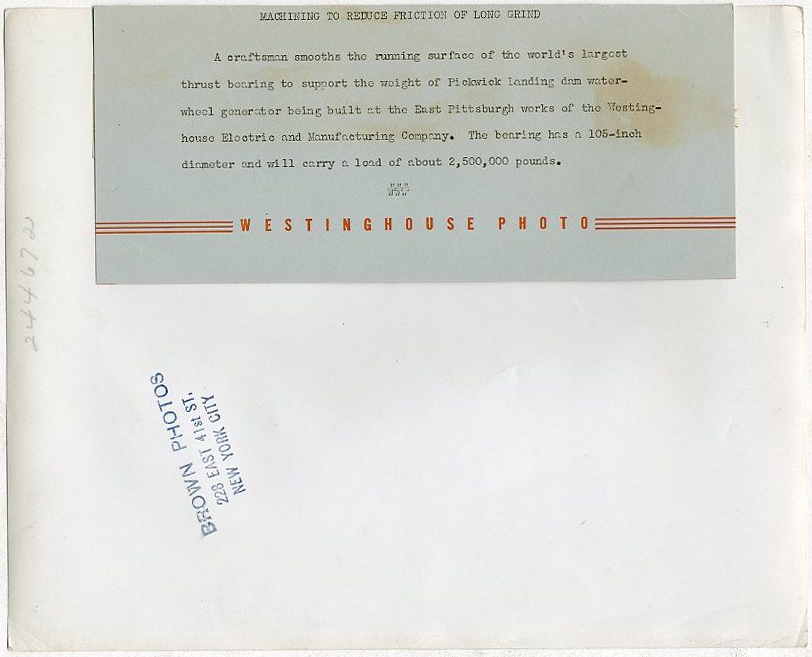 MACHINING TO REDUCE FRICTION OF LONG GRIND
A craftsman smooths the running surface of the world's largest
thrust bearing to support the weight of Pickwick Landing dam water-
wheel generator being built at the East Pittsburgh works of the Westing-
house Electric and Manufacturing Company. The bearing has a 105-inch
diameter and will carry a load of about 2,500,000 pounds.
###
WESTINGHOUSE PHOTO
244672
BROWN PHOTOS
228 EAST 41st ST.
NEW YORK CITY